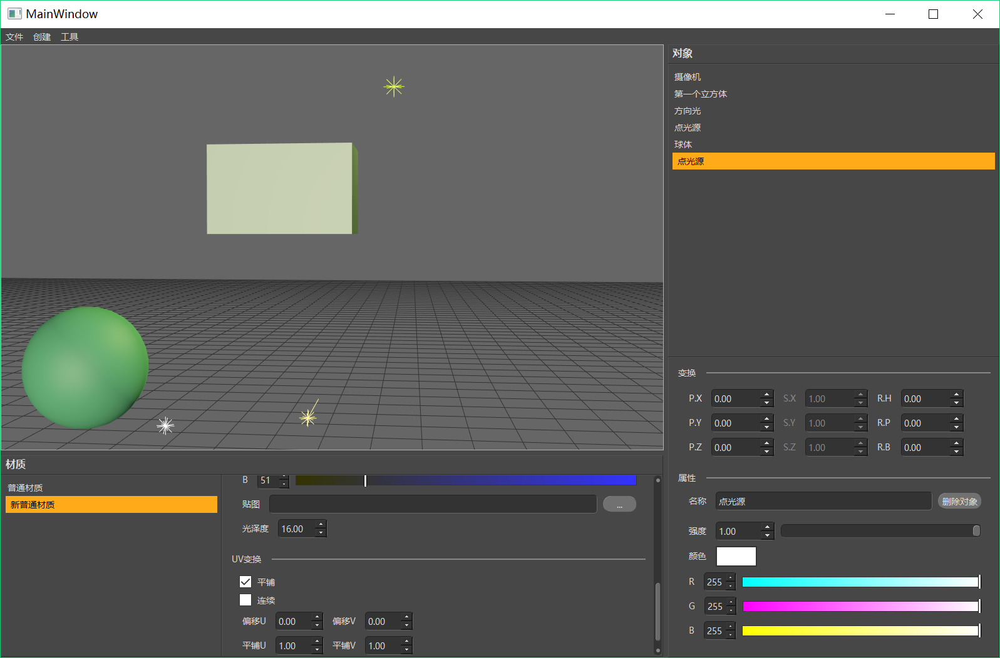 MainWindow
文件 创建 工具
对象
摄像机
第一个立方体
方向光
点光源
球体
点光源
变换
P.X 0.00 S.X 1.00 R.H 0.00
P.Y 0.00 S.Y 1.00 R.P 0.00
P.Z 0.00 S.Z 1.00 R.B 0.00
属性
名称 点光源 删除对象
强度 1.00
颜色
R 255
G 255
B 255
材质
普通材质
新普通材质
B 51
贴图 ...
光泽度 16.00
UV变换
平铺
连续
偏移U 0.00 偏移V 0.00
平铺U 1.00 平铺V 1.00